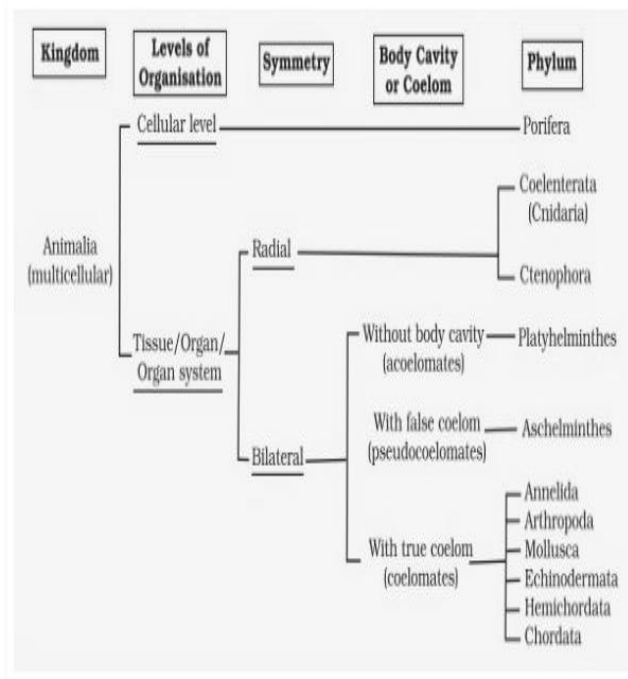 Kingdom
Levels of
Organisation
Symmetry
Body Cavity
or Coelom
Phylum
Cellular level
Porifera
Coelenterata
(Cnidaria)
Animalia
(multicellular)
Radial
Ctenophora
Tissue/Organ/
Organ system
Without body cavity
(acoelomates)
Platyhelminthes
With false coelom
(pseudocoelomates)
Aschelminthes
Bilateral
With true coelom
(coelomates)
Annelida
Arthropoda
Mollusca
Echinodermata
Hemichordata
Chordata